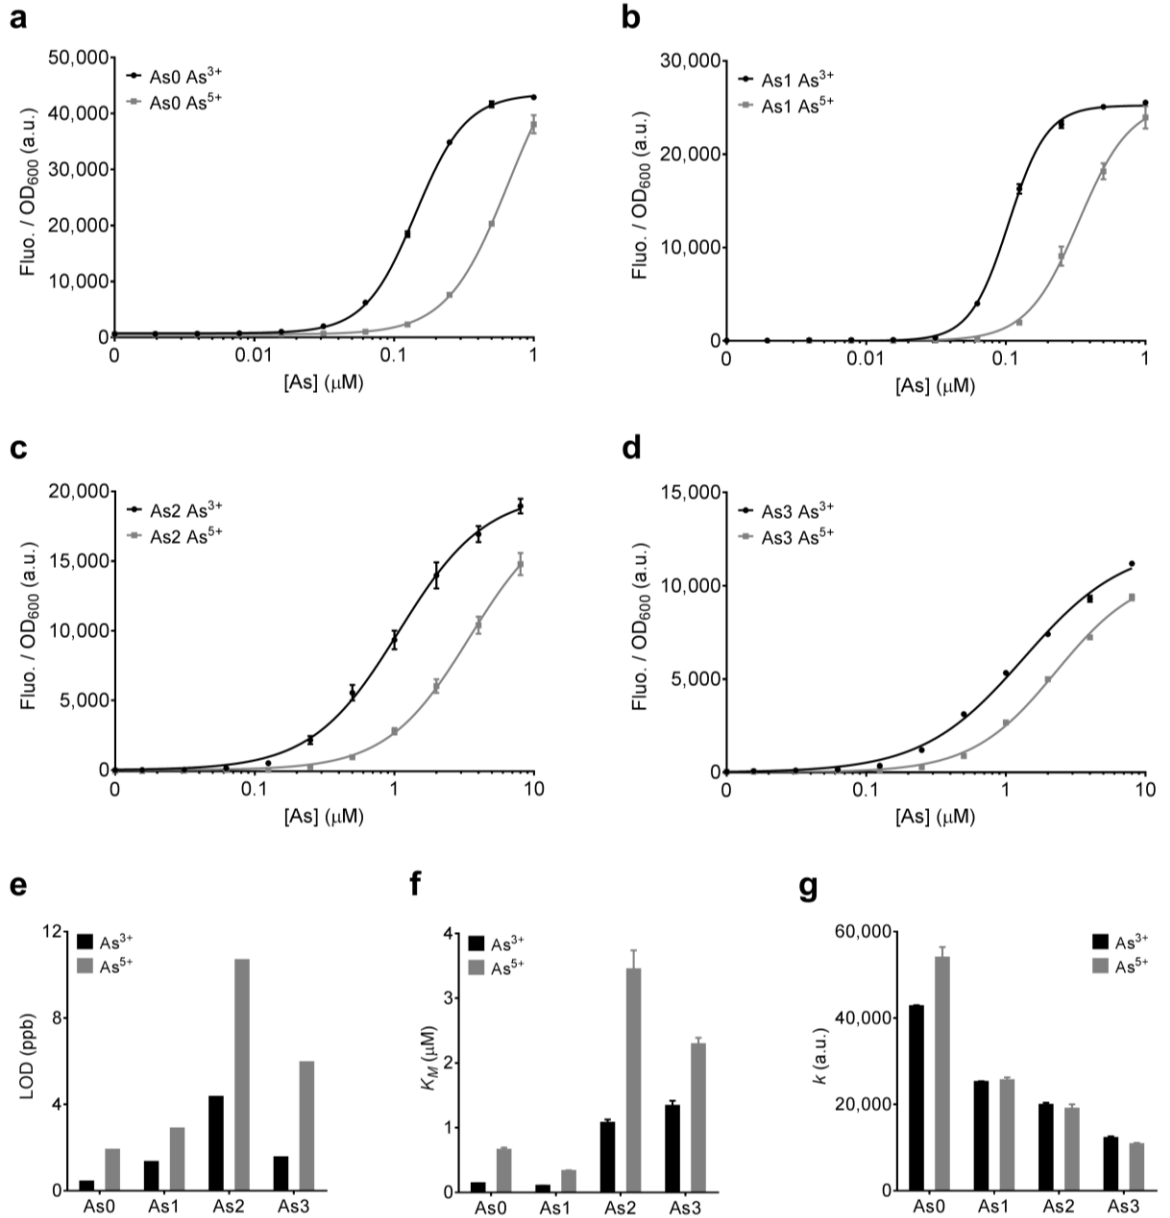 a
50,000
40,000
30,000
20,000
10,000
0
Fluo. / OD600 (a.u.)
As0 As3+
As0 As5+
0 0.01 0.1 1
[As] (μM)
b
30,000
20,000
10,000
0
Fluo. / OD600 (a.u.)
As1 As3+
As1 As5+
0 0.01 0.1 1
[As] (μM)
c
20,000
15,000
10,000
5,000
0
Fluo. / OD600 (a.u.)
As2 As3+
As2 As5+
0 0.1 1 10
[As] (μM)
d
15,000
10,000
5,000
0
Fluo. / OD600 (a.u.)
As3 As3+
As3 As5+
0 0.1 1 10
[As] (μM)
e
12
8
4
0
LOD (ppb)
As3+
As5+
As0 As1 As2 As3
f
4
3
2
1
0
KM (μM)
As3+
As5+
As0 As1 As2 As3
g
60,000
40,000
20,000
0
k (a.u.)
As3+
As5+
As0 As1 As2 As3